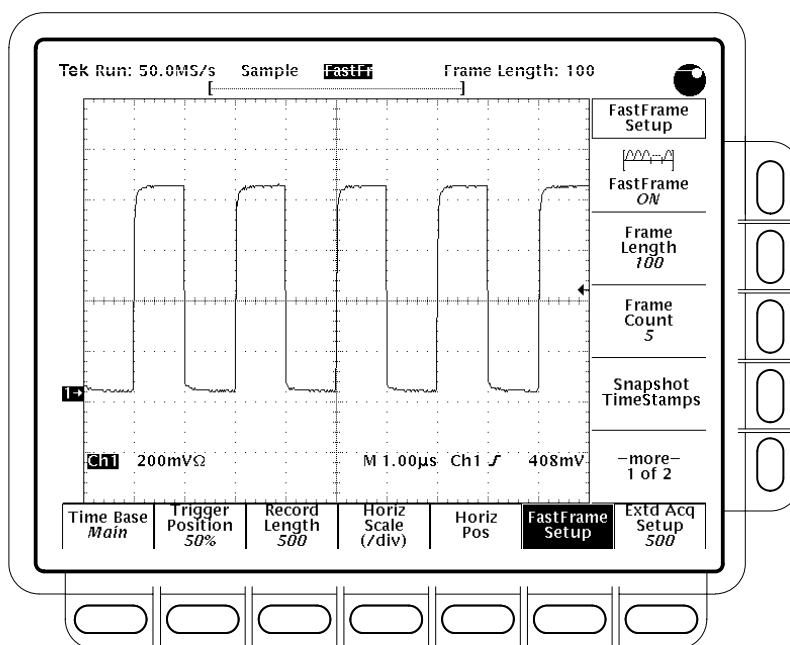 Tek Run: 50.0MS/s Sample FastFr Frame Length: 100
FastFrame
Setup
FastFrame
ON
Frame
Length
100
Frame
Count
5
Snapshot
TimeStamps
1
Ch1 200mVΩ M 1.00µs Ch1 408mV
–more–
1 of 2
Time Base
Main
Trigger
Position
50%
Record
Length
500
Horiz
Scale
(/div)
Horiz
Pos
FastFrame
Setup
Extd Acq
Setup
500